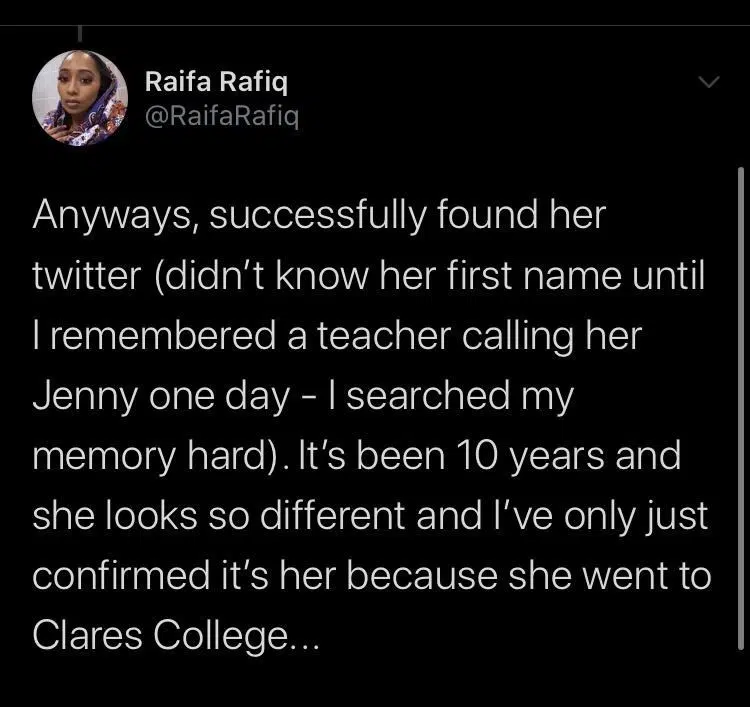 Raifa Rafiq
@RaifaRafiq
Anyways, successfully found her
twitter (didn’t know her first name until
I remembered a teacher calling her
Jenny one day - I searched my
memory hard). It’s been 10 years and
she looks so different and I’ve only just
confirmed it’s her because she went to
Clares College...